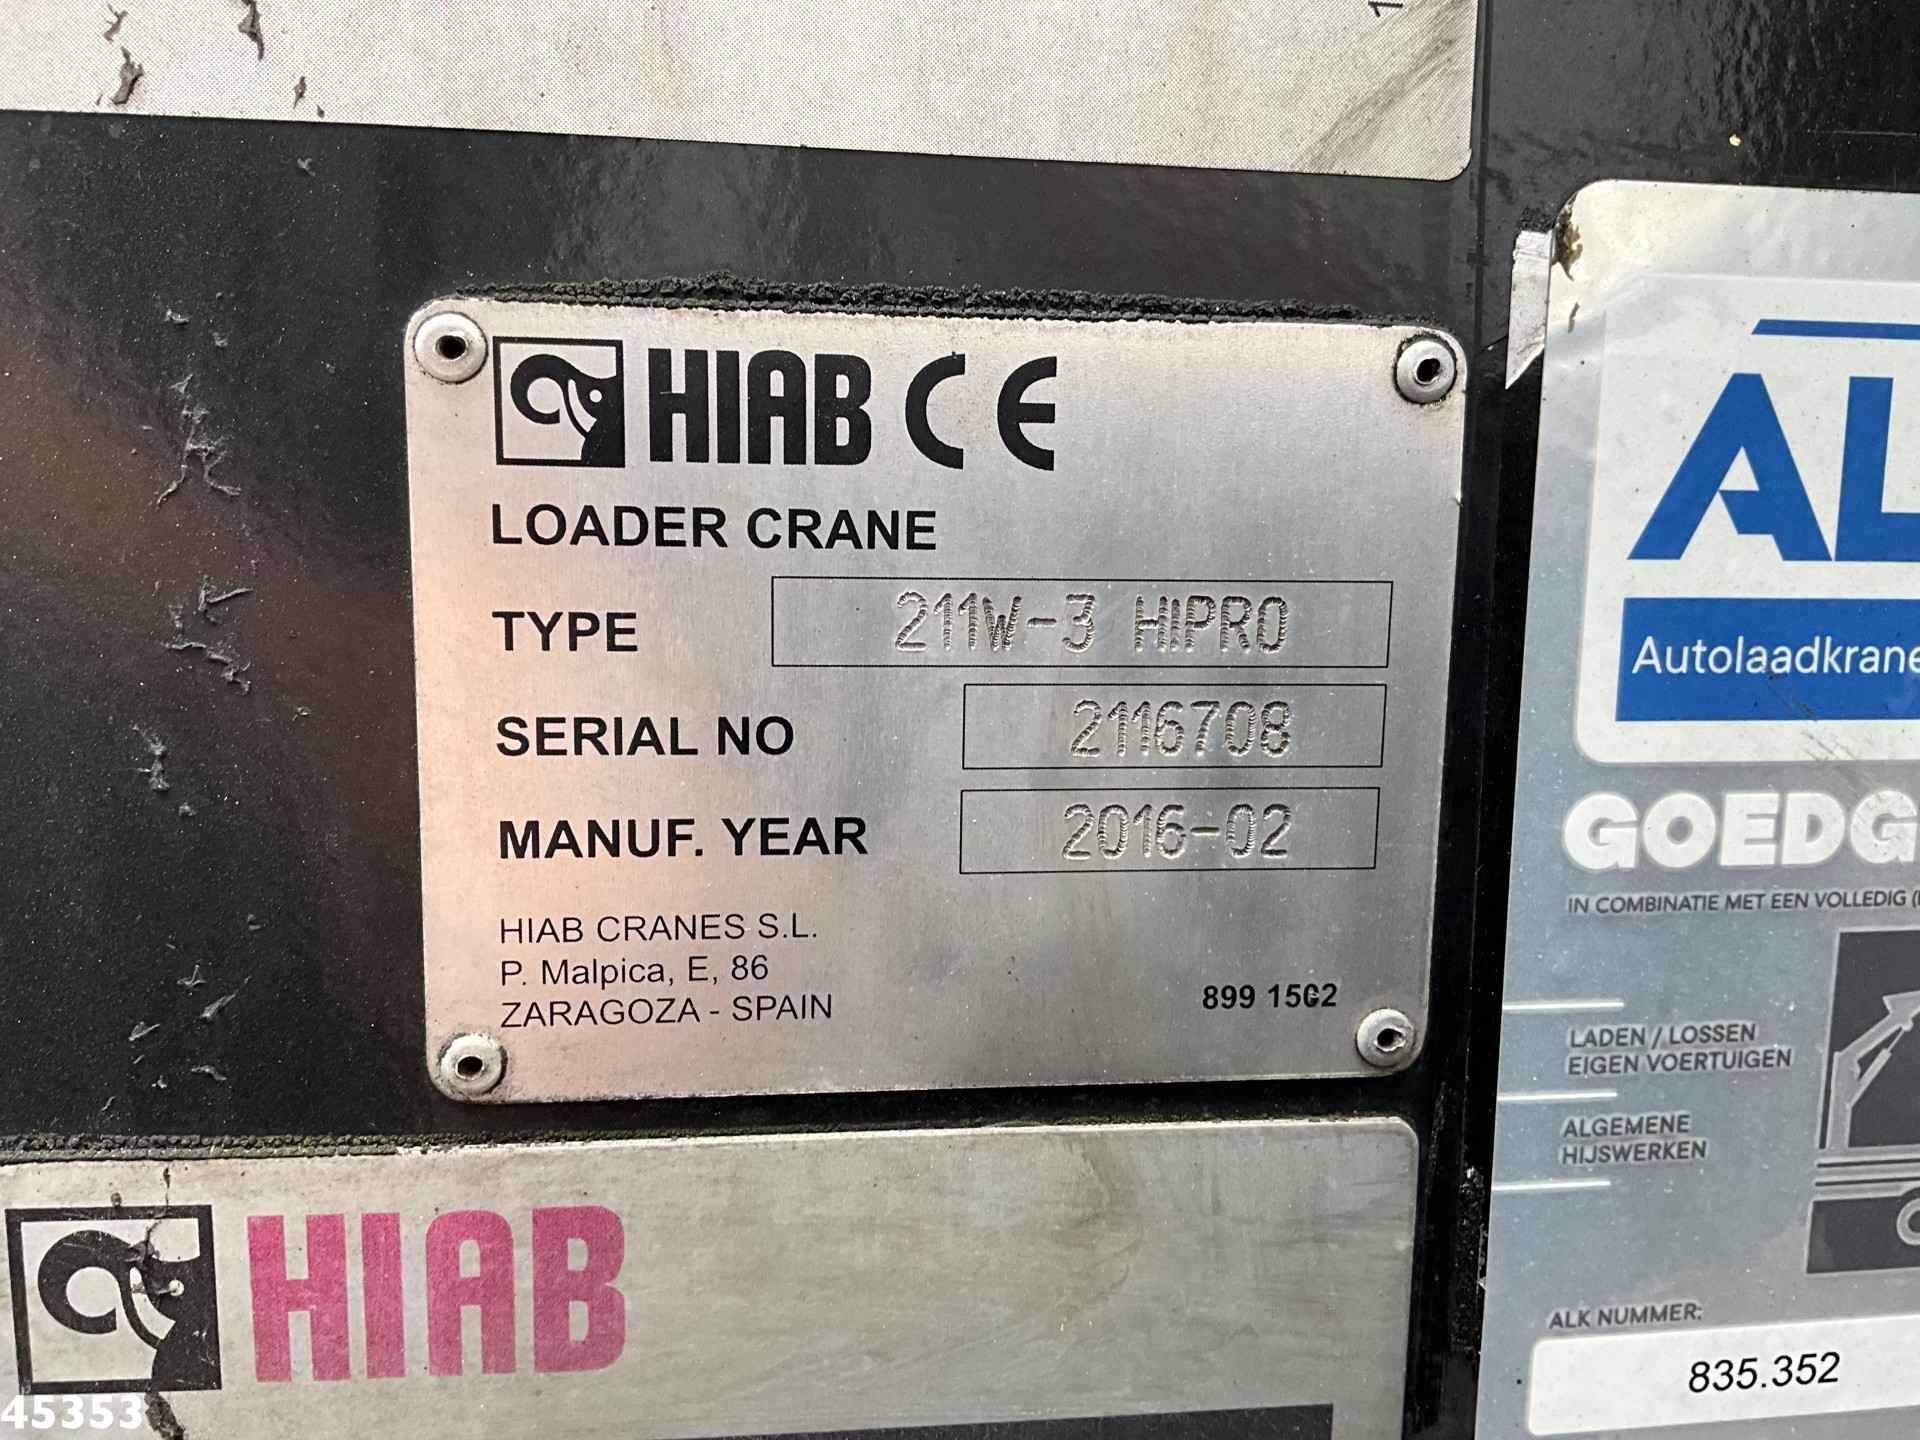 HIAB CE
LOADER CRANE
TYPE 211W-3 HIPRO
SERIAL NO 2116708
MANUF. YEAR 2016-02
HIAB CRANES S.L.
P. Malpica, E, 86
ZARAGOZA - SPAIN
899 1502
HIAB
45353
AL
Autolaadkrane
GOEDG
IN COMBINATIE MET EEN VOLLEDIG
LADEN / LOSSEN
EIGEN VOERTUIGEN
ALGEMENE
HIJSWERKEN
ALK NUMMER:
835.352